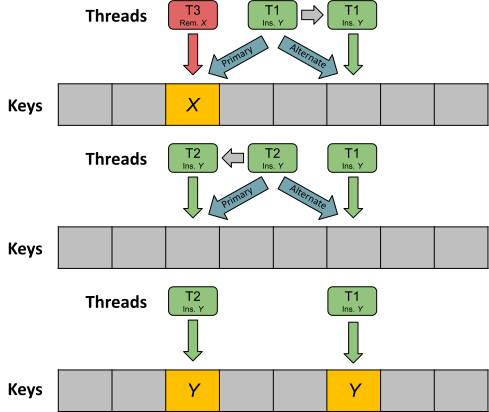 Threads T3 T1 T1
Rem. X Ins. Y Ins. Y
Primary Alternate
Keys X
Threads T2 T2 T1
Ins. Y Ins. Y Ins. Y
Primary Alternate
Keys
Threads T2 T1
Ins. Y Ins. Y
Keys Y Y